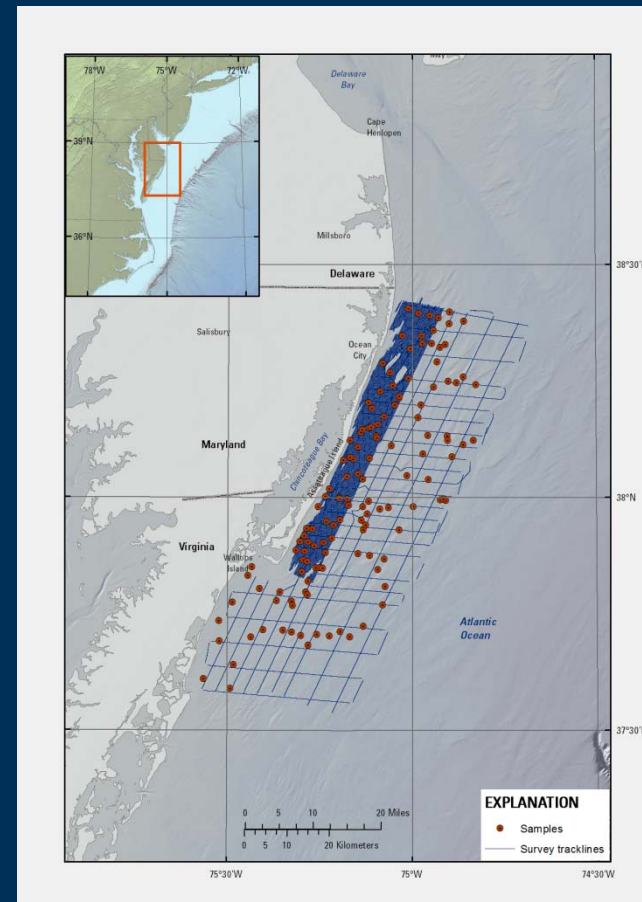 78°W 75°W 72°W
39°N
36°N
May
Delaware
Bay
Cape
Henlopen
Millsboro
38°30'N
Delaware
Salisbury
Ocean
City
Maryland
Chincoteague Bay
Assateague Island
38°N
Virginia
Wallops
Island
Atlantic
Ocean
37°30'N
0 5 10 20 Miles
0 5 10 20 Kilometers
EXPLANATION
Samples
Survey tracklines
75°30'W 75°W 74°30'W